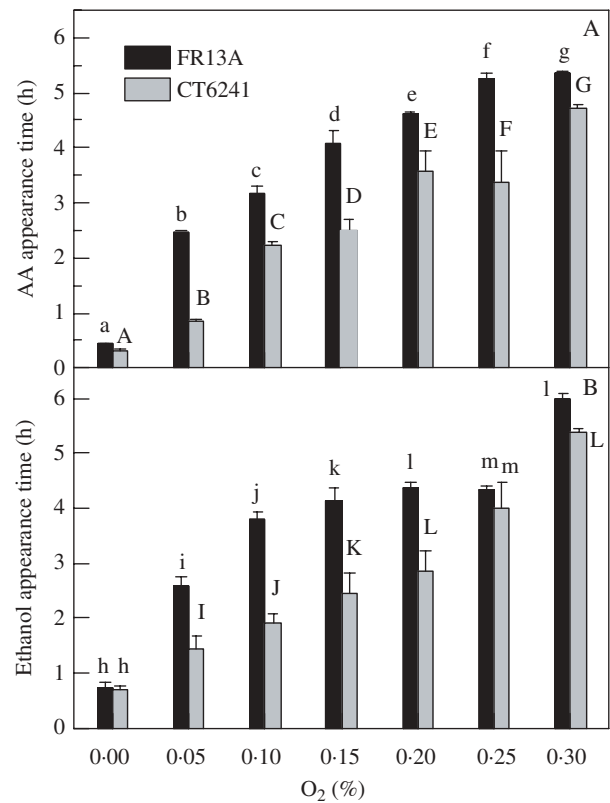 A
FR13A
CT6241
AA appearance time (h)
6
5
4
3
2
1
0
a A
b B
c C
d D
e E
f F
g G
B
Ethanol appearance time (h)
6
5
4
3
2
1
0
h h
i I
j J
k K
l L
m m
l L
0·00 0·05 0·10 0·15 0·20 0·25 0·30
O₂ (%)